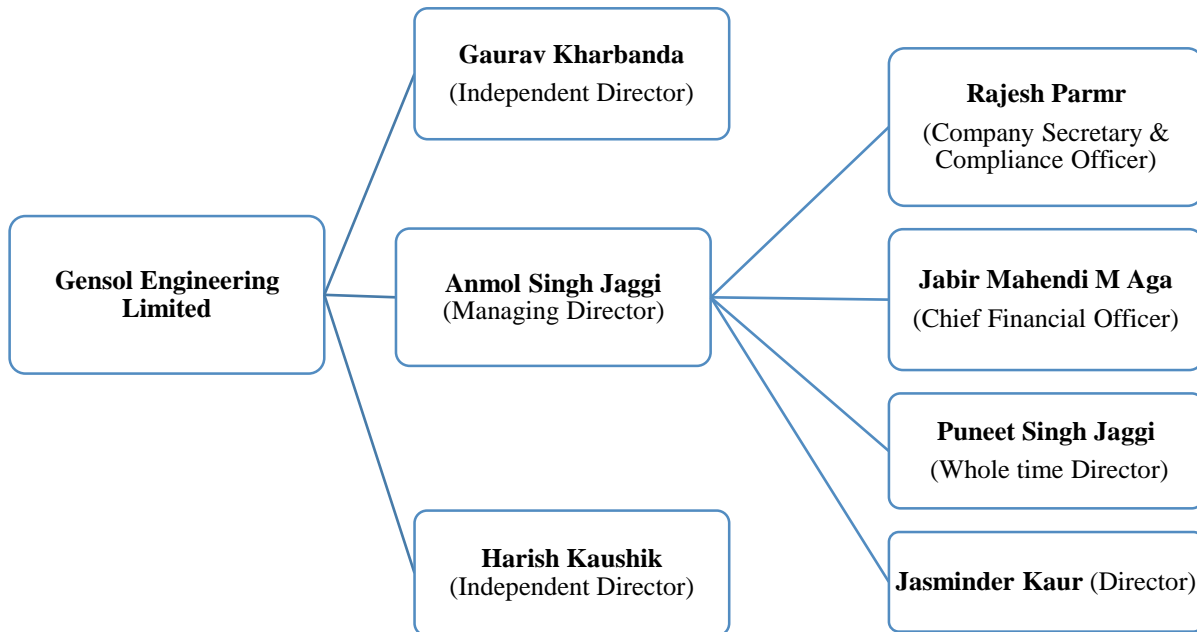 Gensol Engineering
Limited
Gaurav Kharbanda
(Independent Director)
Anmol Singh Jaggi
(Managing Director)
Harish Kaushik
(Independent Director)
Rajesh Parmr
(Company Secretary &
Compliance Officer)
Jabir Mahendi M Aga
(Chief Financial Officer)
Puneet Singh Jaggi
(Whole time Director)
Jasminder Kaur (Director)